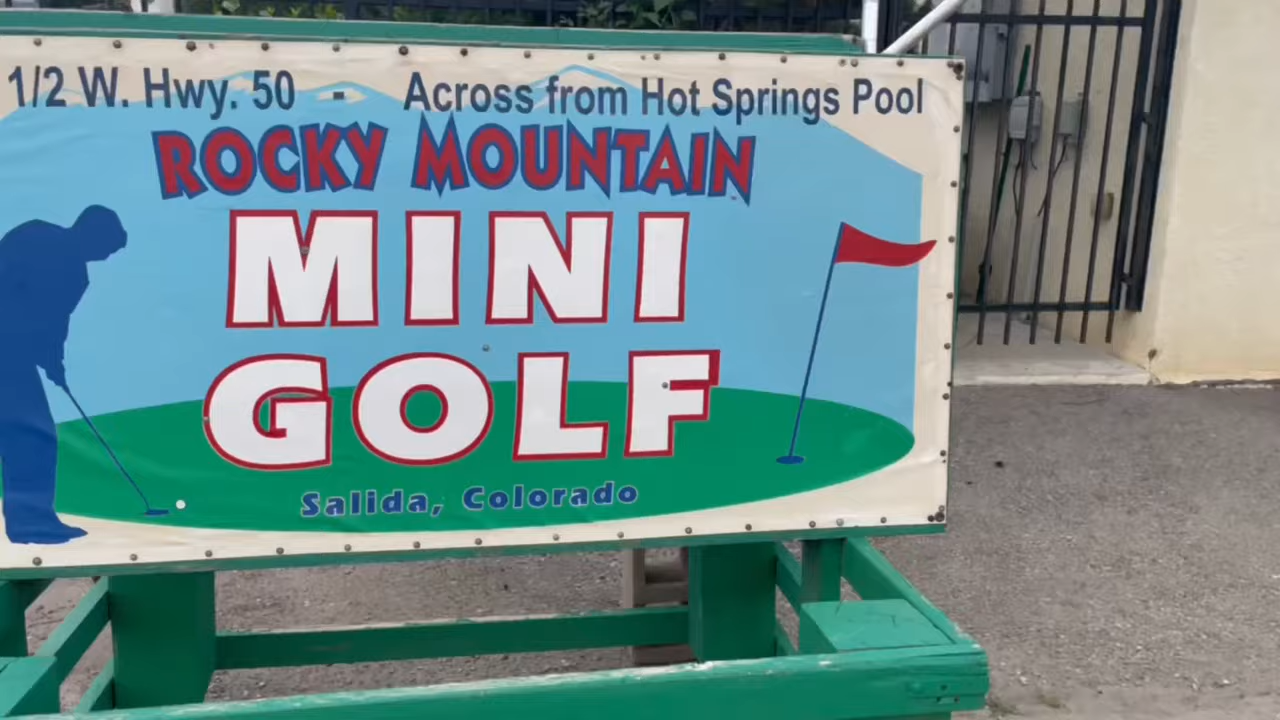 1/2 W. Hwy. 50 - Across from Hot Springs Pool
ROCKY MOUNTAIN
MINI
GOLF
Salida, Colorado